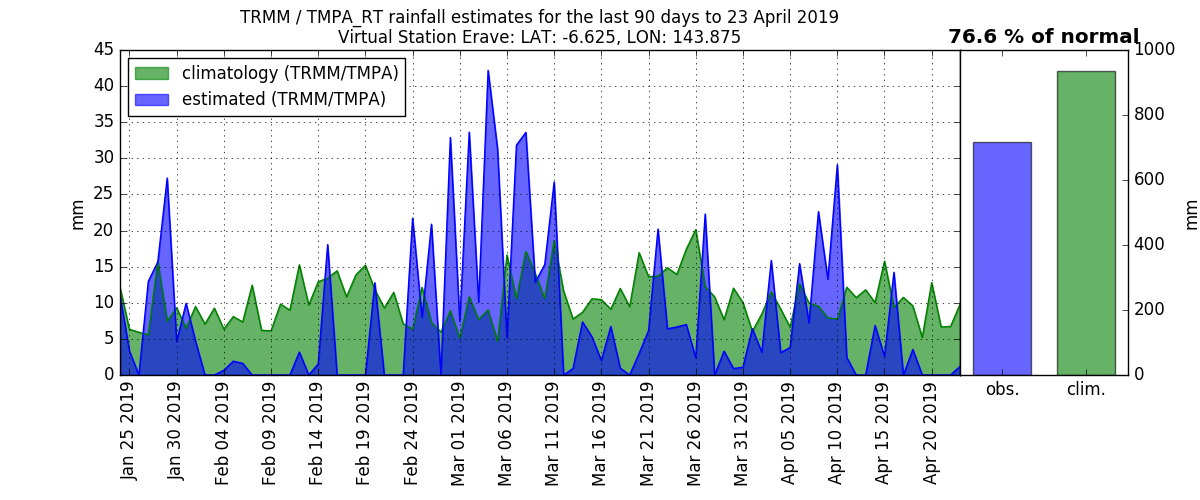 TRMM / TMPA_RT rainfall estimates for the last 90 days to 23 April 2019
Virtual Station Erave: LAT: -6.625, LON: 143.875
76.6 % of normal
climatology (TRMM/TMPA)
estimated (TRMM/TMPA)
mm
45
40
35
30
25
20
15
10
5
0
Jan 25 2019
Jan 30 2019
Feb 04 2019
Feb 09 2019
Feb 14 2019
Feb 19 2019
Feb 24 2019
Mar 01 2019
Mar 06 2019
Mar 11 2019
Mar 16 2019
Mar 21 2019
Mar 26 2019
Mar 31 2019
Apr 05 2019
Apr 10 2019
Apr 15 2019
Apr 20 2019
obs.
clim.
1000
800
600
400
200
0
mm